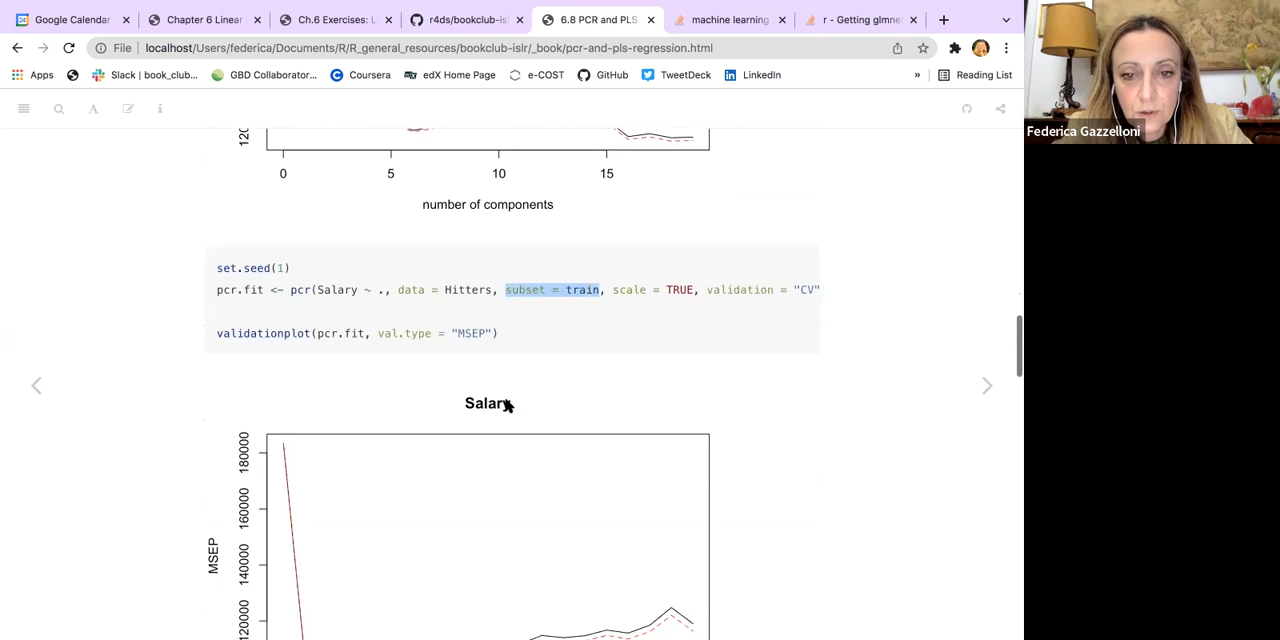 Google Calendar
Chapter 6 Linear
Ch.6 Exercises: L
r4ds/bookclub-isl
6.8 PCR and PLS
machine learning
r - Getting glmne
File
localhost/Users/federica/Documents/R/R_general_resources/bookclub-islr/_book/pcr-and-pls-regression.html
Apps
Slack | book_club...
GBD Collaborator...
Coursera
edX Home Page
e-COST
GitHub
TweetDeck
LinkedIn
»
Reading List
Federica Gazzelloni
0 5 10 15
number of components
set.seed(1)
pcr.fit <- pcr(Salary ~ ., data = Hitters, subset = train, scale = TRUE, validation = "CV"
validationplot(pcr.fit, val.type = "MSEP")
Salary
180000
160000
140000
120000
MSEP